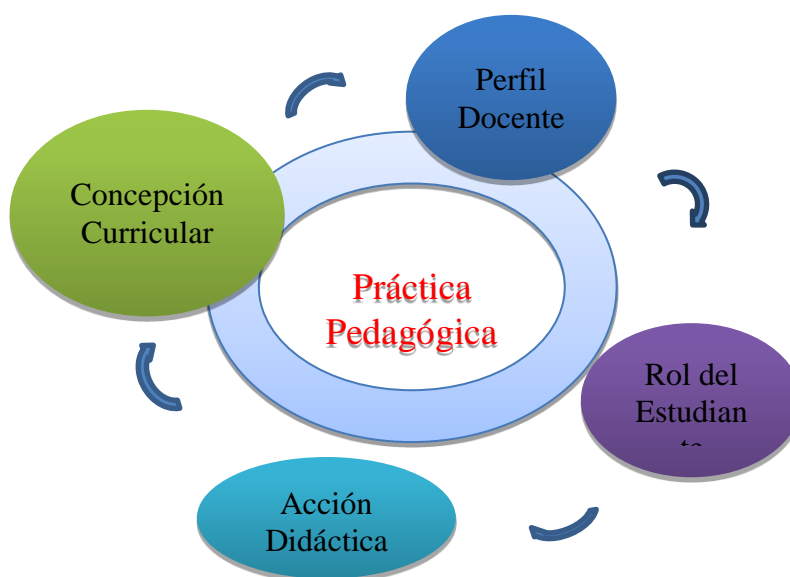 Perfil
Docente
Concepción
Curricular
Práctica
Pedagógica
Rol del
Estudian
Acción
Didáctica